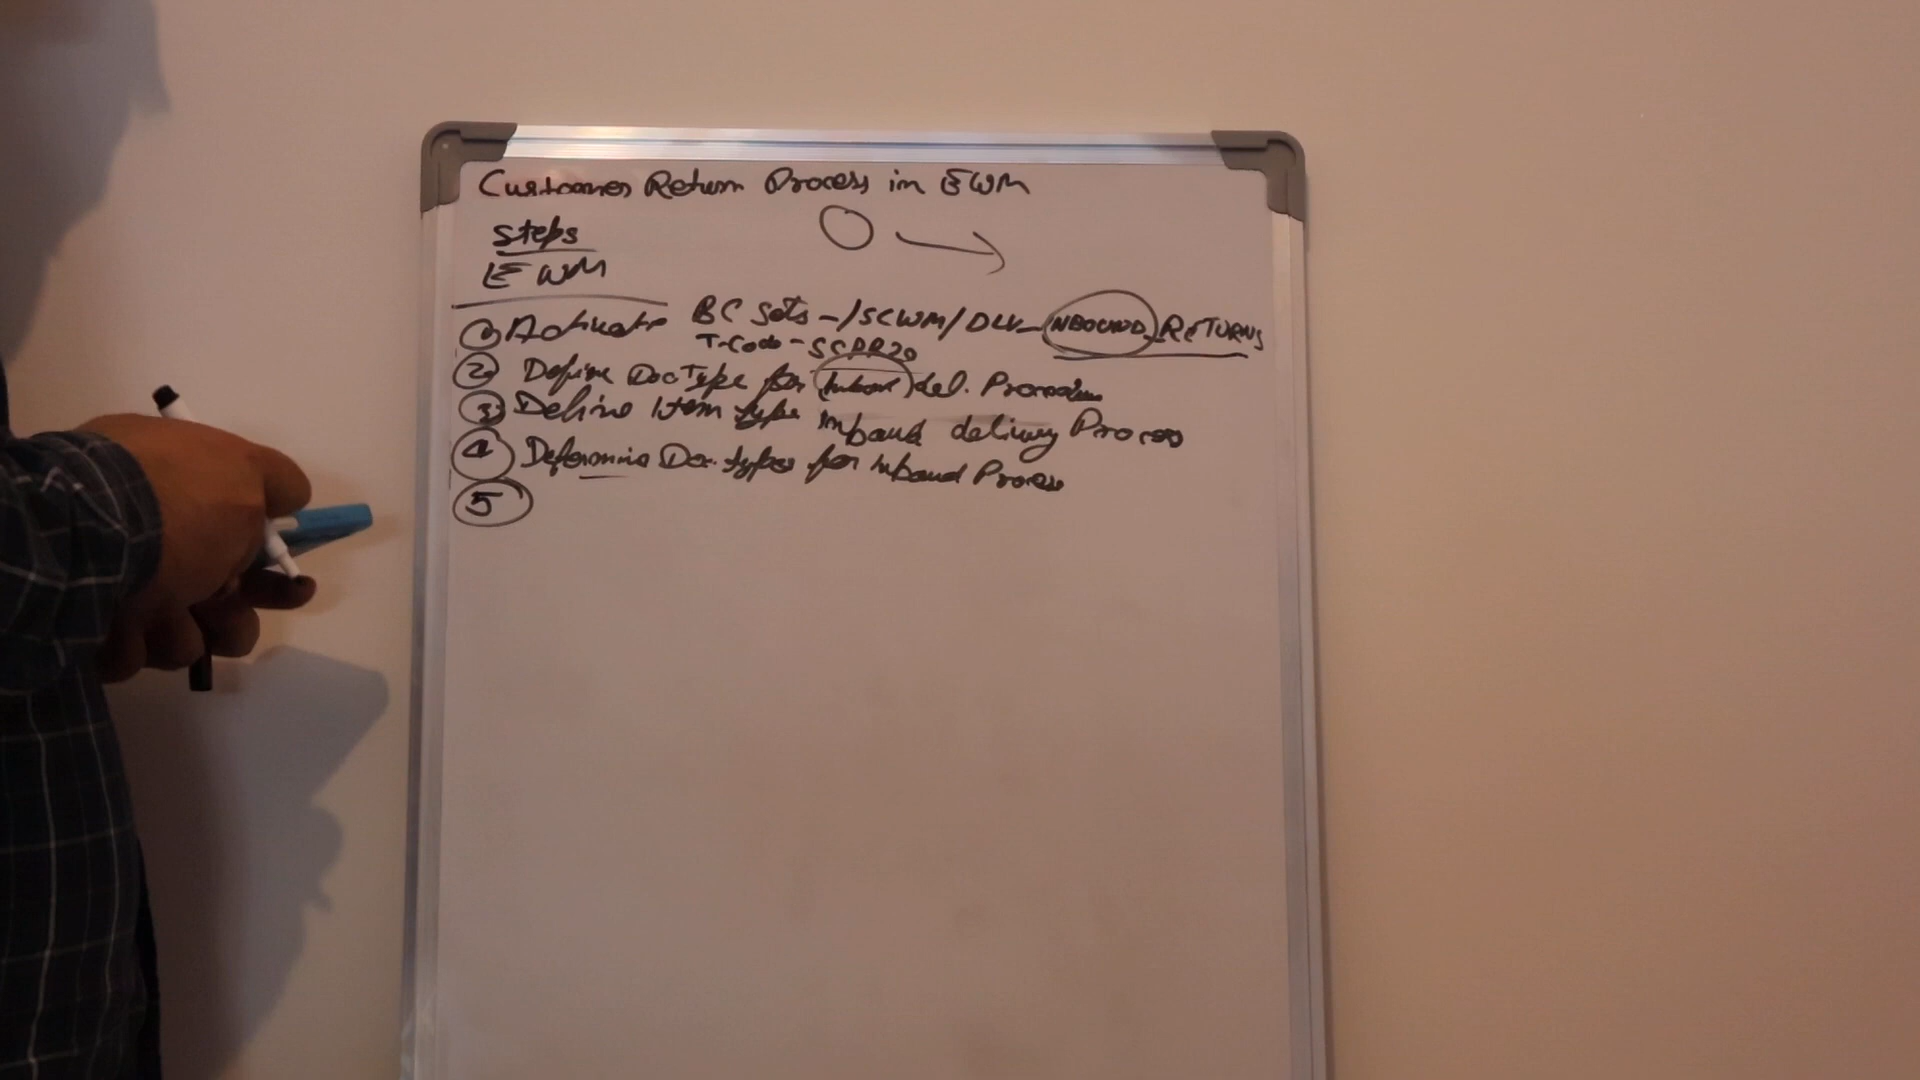 Customer Return Process in EWM
Steps
EWM
1 Activate BC Sets - /SCWM/DLV_INBOUND_RETURNS
T-Code - SCPR20
2 Define Doc Type for Inbound del. Process
3 Define Item type Inbound delivery Process
4 Determine Doc. types for Inbound Process
5